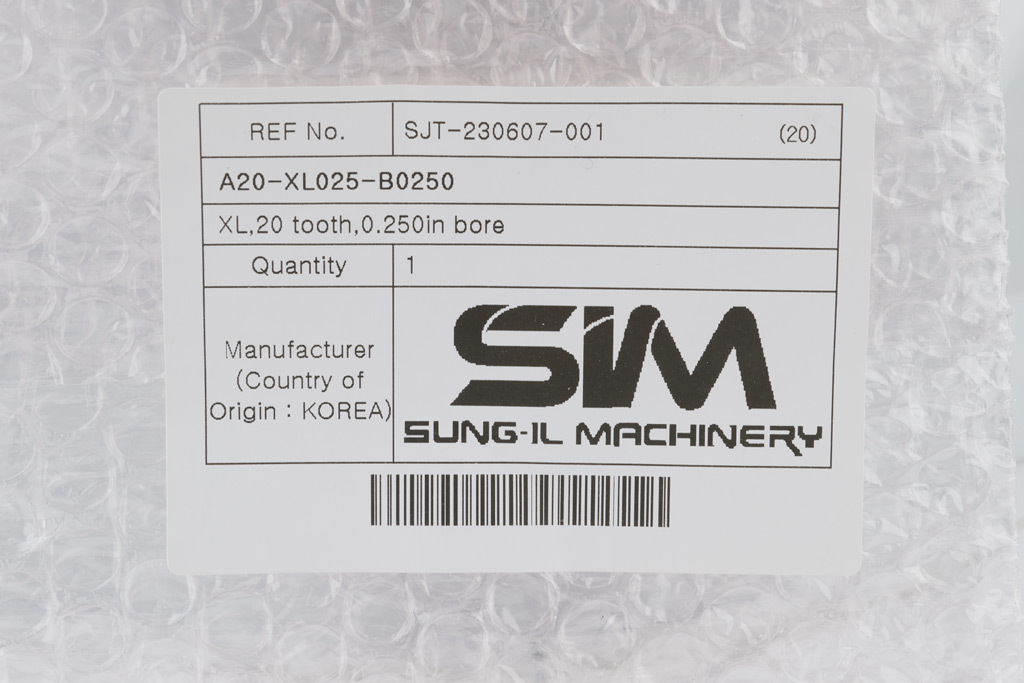 REF No. SJT-230607-001 (20)
A20-XL025-B0250
XL,20 tooth,0.250in bore
Quantity 1
Manufacturer
(Country of
Origin : KOREA)
SIM
SUNG-IL MACHINERY